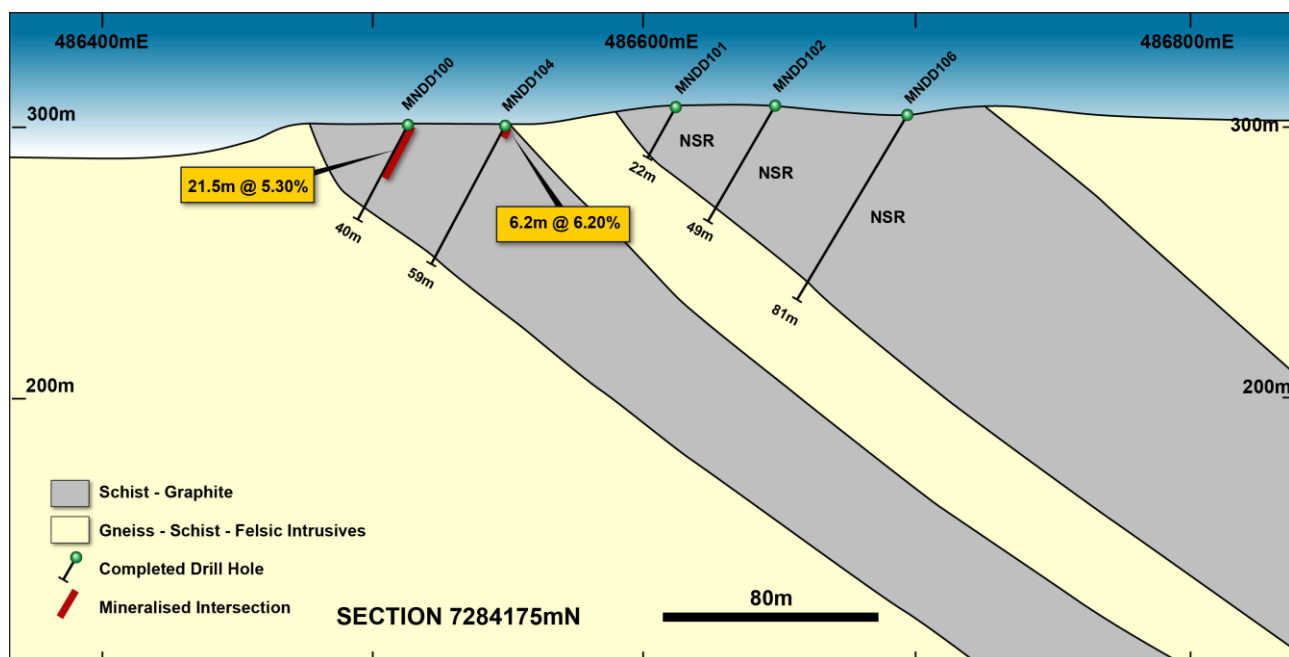 486400mE
486600mE
486800mE
MNDD100
MNDD104
MNDD101
MNDD102
MNDD106
300m
300m
NSR
NSR
NSR
21.5m @ 5.30%
6.2m @ 6.20%
22m
40m
49m
59m
81m
200m
200m
Schist - Graphite
Gneiss - Schist - Felsic Intrusives
Completed Drill Hole
Mineralised Intersection
SECTION 7284175mN
80m